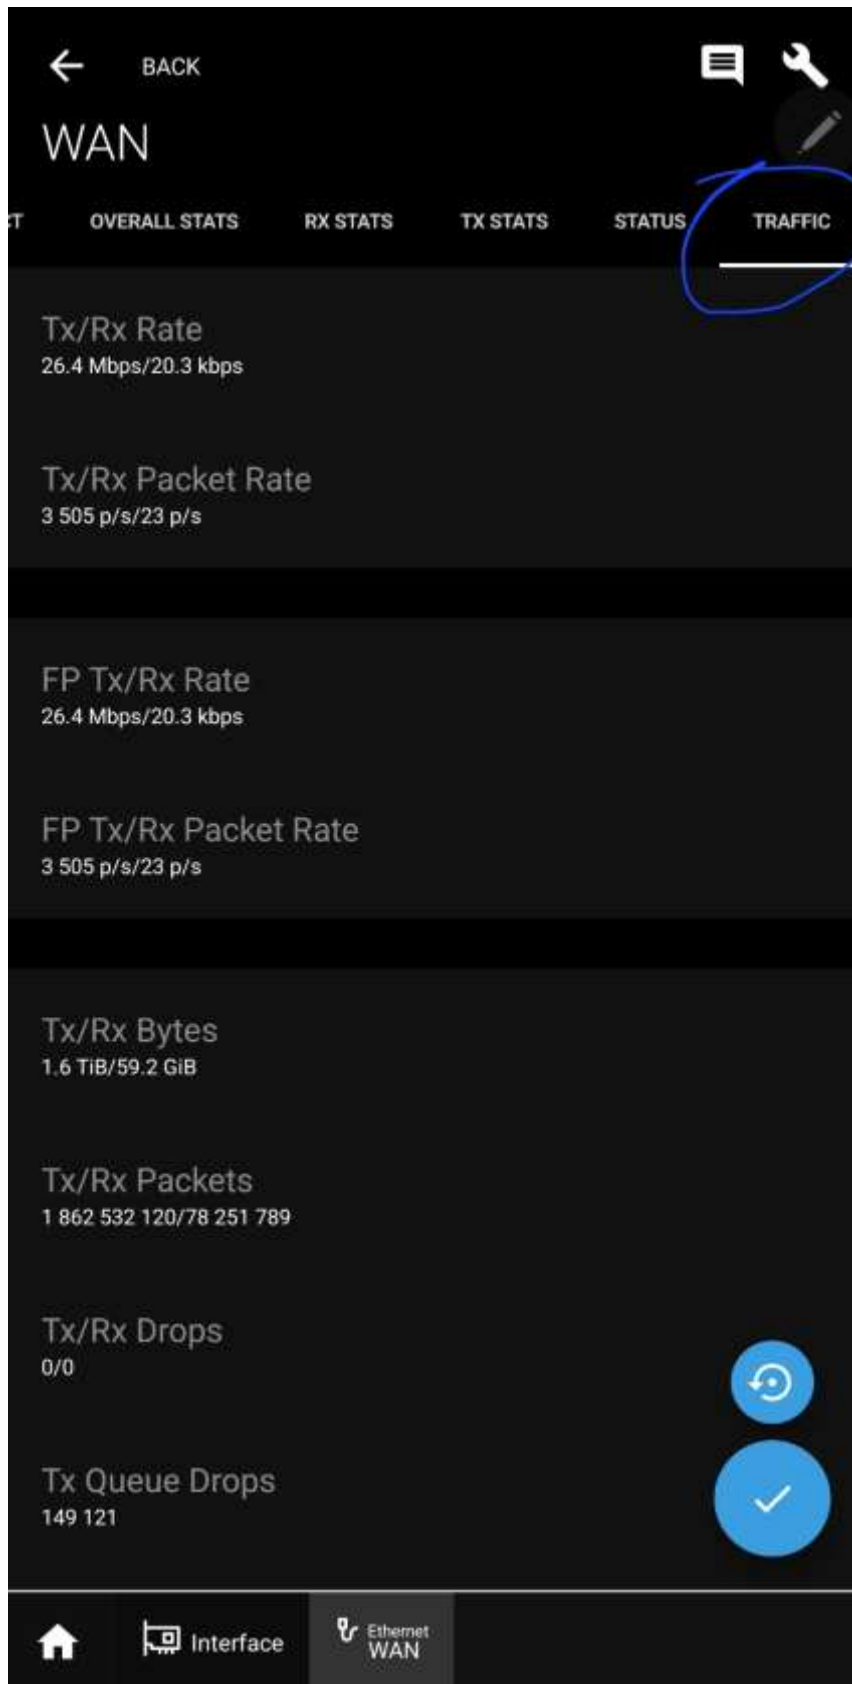 BACK
WAN
CT OVERALL STATS RX STATS TX STATS STATUS TRAFFIC
Tx/Rx Rate
26.4 Mbps/20.3 kbps
Tx/Rx Packet Rate
3 505 p/s/23 p/s
FP Tx/Rx Rate
26.4 Mbps/20.3 kbps
FP Tx/Rx Packet Rate
3 505 p/s/23 p/s
Tx/Rx Bytes
1.6 TiB/59.2 GiB
Tx/Rx Packets
1 862 532 120/78 251 789
Tx/Rx Drops
0/0
Tx Queue Drops
149 121
Interface
Ethernet
WAN